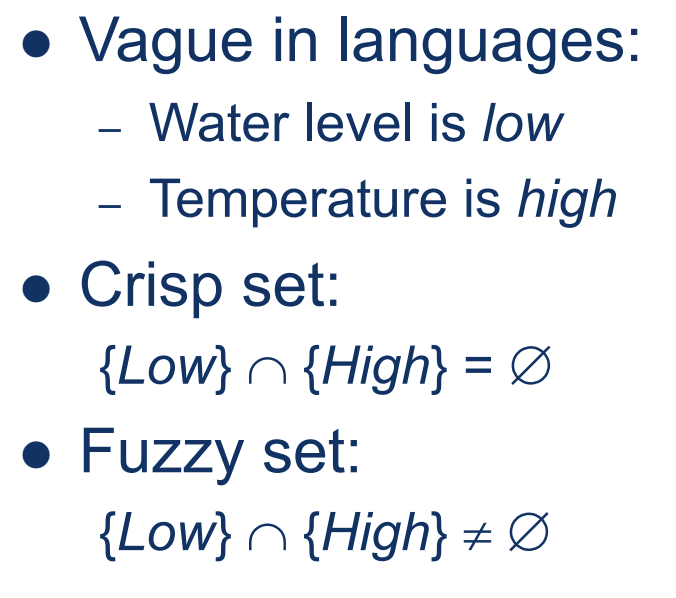 ● Vague in languages:
– Water level is low
– Temperature is high
● Crisp set:
{Low} ∩ {High} = ∅
● Fuzzy set:
{Low} ∩ {High} ≠ ∅